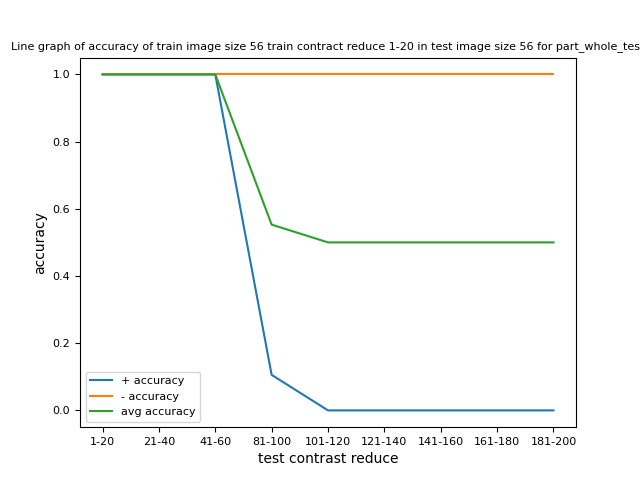 Line graph of accuracy of train image size 56 train contract reduce 1-20 in test image size 56 for part_whole_tes
1.0
0.8
0.6
0.4
0.2
0.0
accuracy
+ accuracy
- accuracy
avg accuracy
1-20 21-40 41-60 81-100 101-120 121-140 141-160 161-180 181-200
test contrast reduce